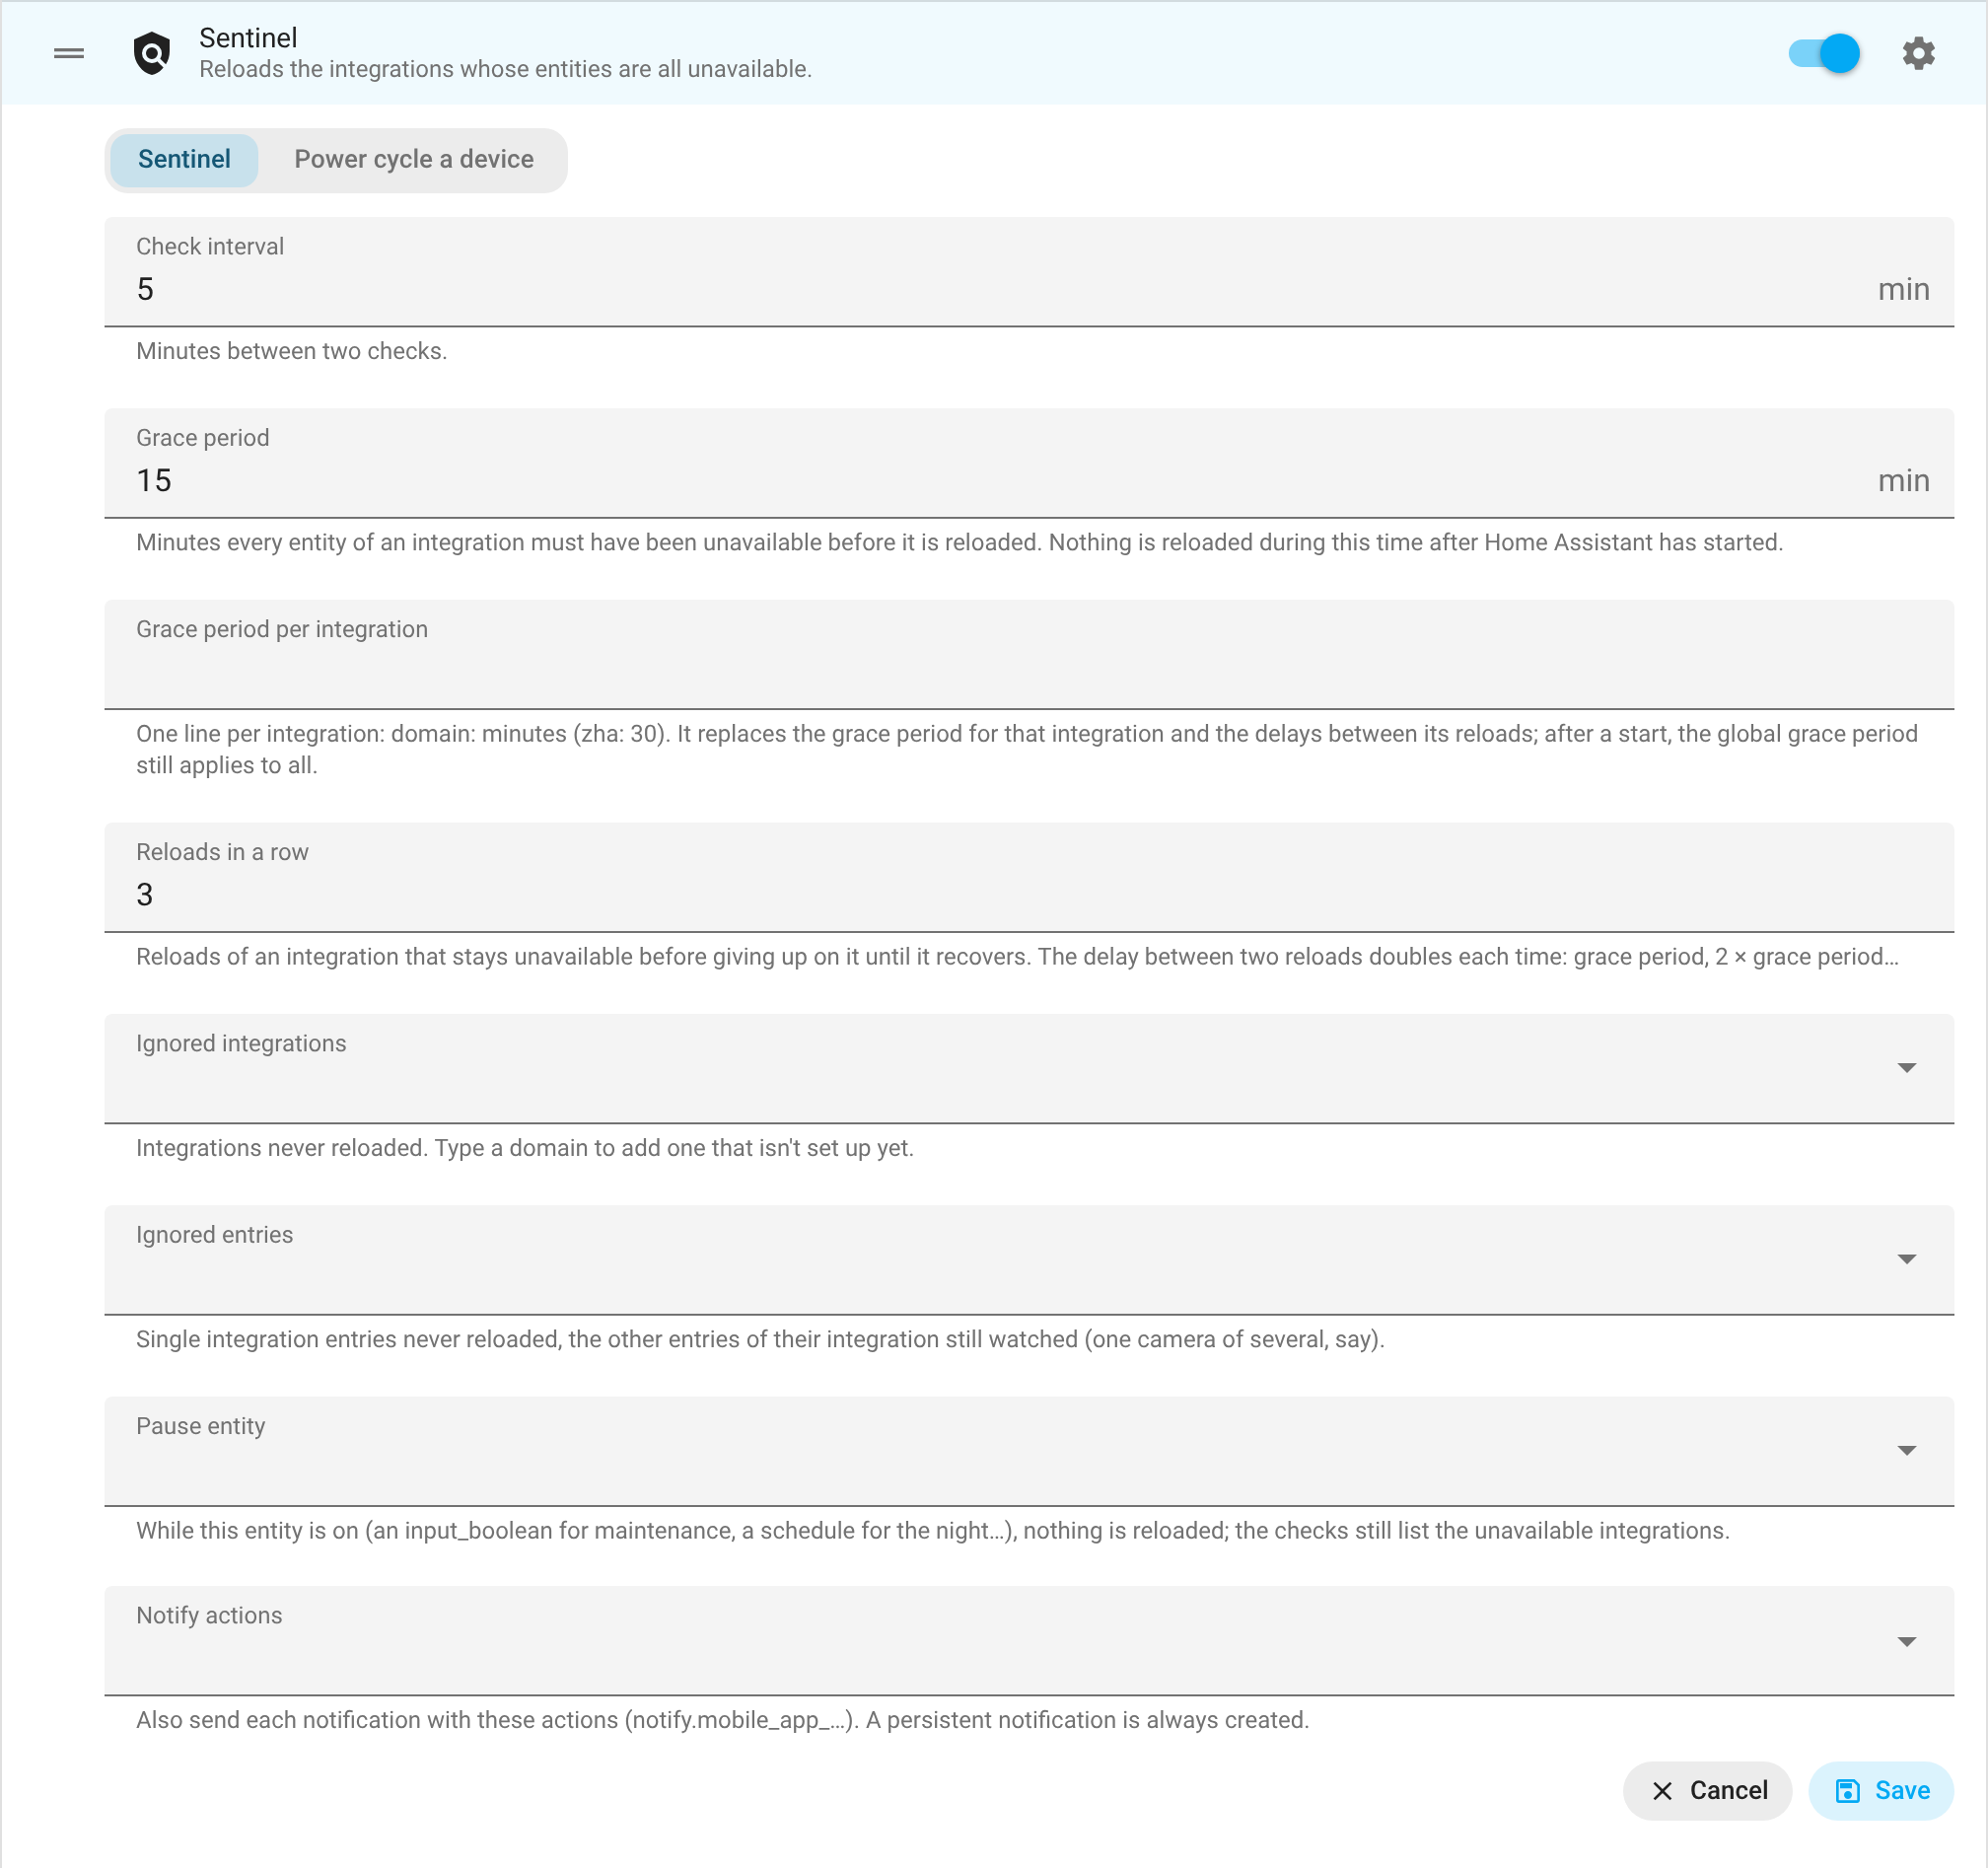 Sentinel
Reloads the integrations whose entities are all unavailable.
Sentinel
Power cycle a device
Check interval
5
min
Minutes between two checks.
Grace period
15
min
Minutes every entity of an integration must have been unavailable before it is reloaded. Nothing is reloaded during this time after Home Assistant has started.
Grace period per integration
One line per integration: domain: minutes (zha: 30). It replaces the grace period for that integration and the delays between its reloads; after a start, the global grace period
still applies to all.
Reloads in a row
3
Reloads of an integration that stays unavailable before giving up on it until it recovers. The delay between two reloads doubles each time: grace period, 2 × grace period…
Ignored integrations
Integrations never reloaded. Type a domain to add one that isn't set up yet.
Ignored entries
Single integration entries never reloaded, the other entries of their integration still watched (one camera of several, say).
Pause entity
While this entity is on (an input_boolean for maintenance, a schedule for the night…), nothing is reloaded; the checks still list the unavailable integrations.
Notify actions
Also send each notification with these actions (notify.mobile_app_…). A persistent notification is always created.
Cancel
Save